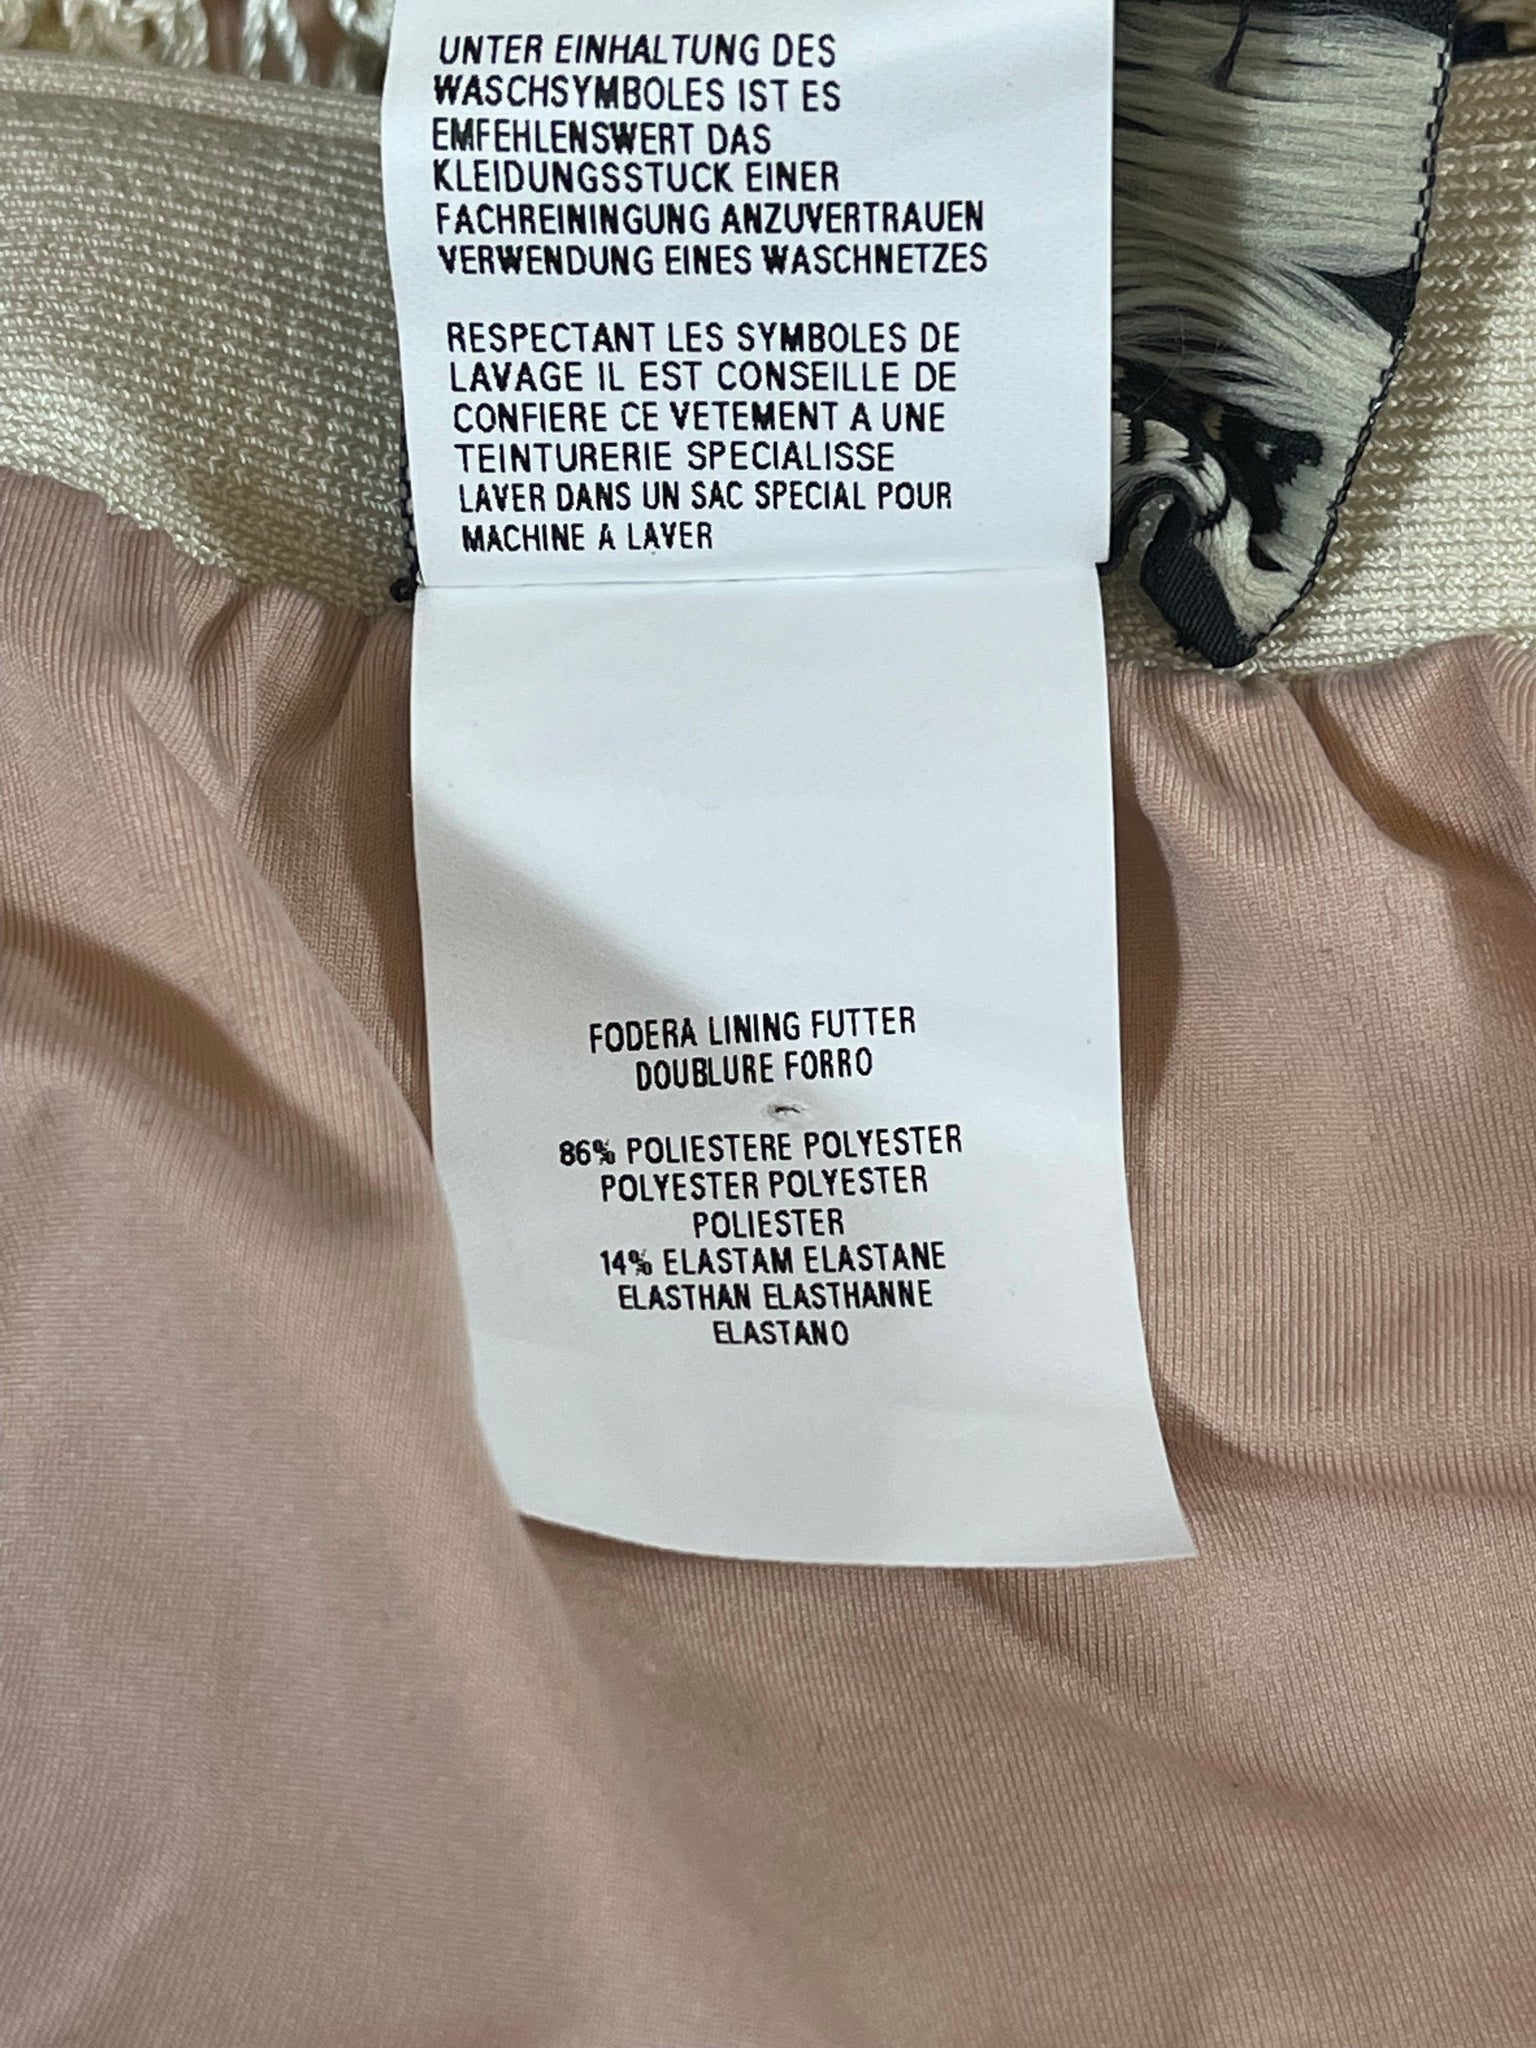 UNTER EINHALTUNG DES
WASCHSYMBOLES IST ES
EMFEHLENSWERT DAS
KLEIDUNGSSTUCK EINER
FACHREININGUNG ANZUVERTRAUEN
VERWENDUNG EINES WASCHNETZES
RESPECTANT LES SYMBOLES DE
LAVAGE IL EST CONSEILLE DE
CONFIERE CE VETEMENT A UNE
TEINTURERIE SPECIALISSE
LAVER DANS UN SAC SPECIAL POUR
MACHINE A LAVER
FODERA LINING FUTTER
DOUBLURE FORRO
86% POLIESTERE POLYESTER
POLYESTER POLYESTER
POLIESTER
14% ELASTAM ELASTANE
ELASTHAN ELASTHANNE
ELASTANO